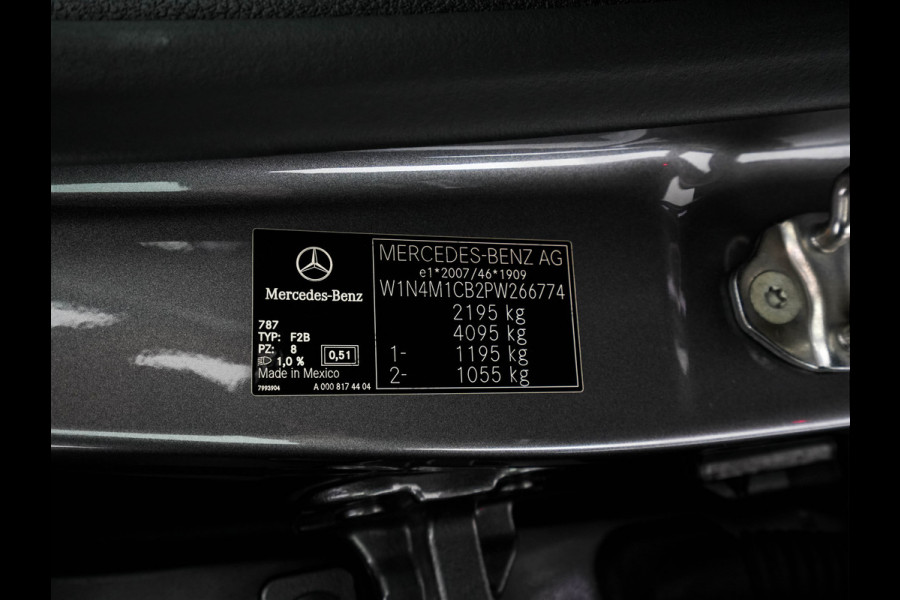 Mercedes-Benz
787
TYP: F2B
PZ: 8
1,0 %
0,51
Made in Mexico
7993904
A 000 817 44 04
MERCEDES-BENZ AG
e1*2007/46*1909
W1N4M1CB2PW266774
2195 kg
4095 kg
1- 1195 kg
2- 1055 kg